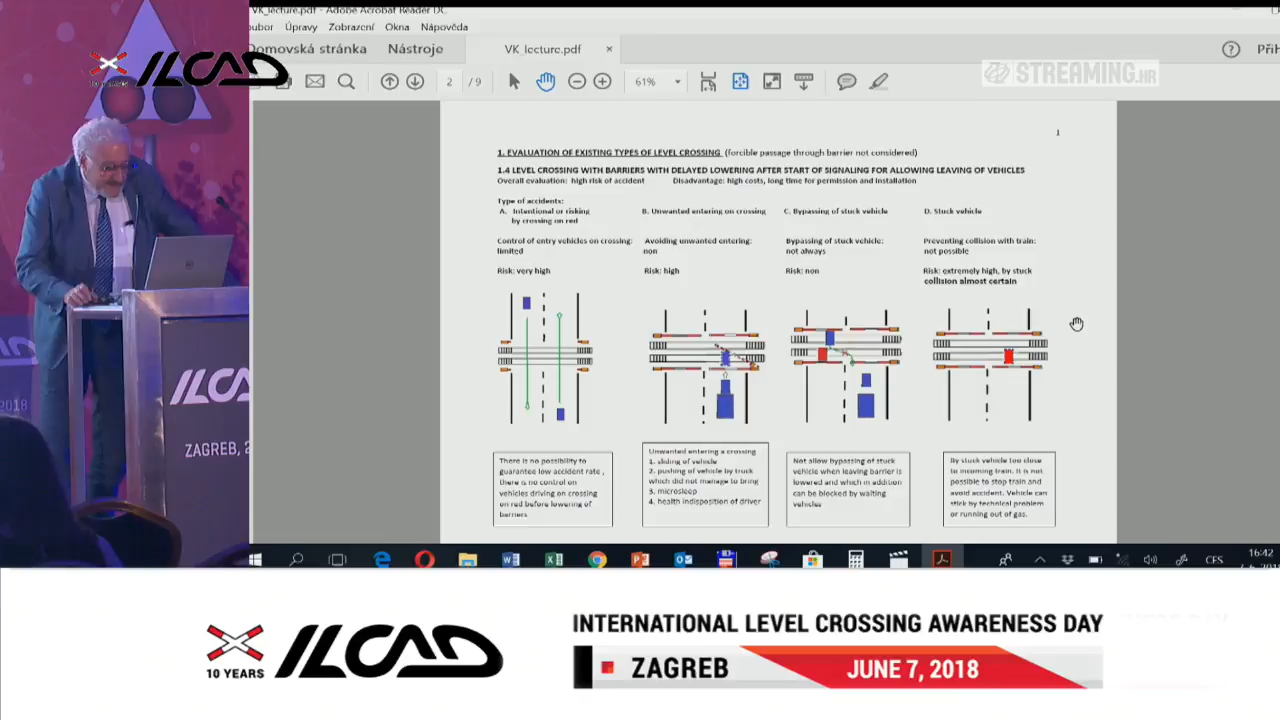 VK_lecture.pdf - Adobe Acrobat Reader DC
oubor Úpravy Zobrazení Okna Nápověda
Domovská stránka Nástroje VK_lecture.pdf × ? Při
ILCAD
10 YEARS
STREAMING.HR
2 / 9 61%
1
1. EVALUATION OF EXISTING TYPES OF LEVEL CROSSING (forcible passage through barrier not considered)
1.4 LEVEL CROSSING WITH BARRIERS WITH DELAYED LOWERING AFTER START OF SIGNALING FOR ALLOWING LEAVING OF VEHICLES
Overall evaluation: high risk of accident Disadvantage: high costs, long time for permission and installation
Type of accidents:
A. Intentional or risking
by crossing on red
Control of entry vehicles on crossing:
limited
Risk: very high
B. Unwanted entering on crossing
Avoiding unwanted entering:
non
Risk: high
C. Bypassing of stuck vehicle
Bypassing of stuck vehicle:
not always
Risk: non
D. Stuck vehicle
Preventing collision with train:
not possible
Risk: extremely high, by stuck
collision almost certain
There is no possibility to
guarantee low accident rate ,
there is no control on
vehicles driving on crossing
on red before lowering of
barriers
Unwanted entering a crossing
1. sliding of vehicle
2. pushing of vehicle by truck
which did not manage to bring
3. microsleep
4. health indisposition of driver
Not allow bypassing of stuck
vehicle when leaving barrier is
lowered and which in addition
can be blocked by waiting
vehicles
By stuck vehicle too close
to incoming train. It is not
possible to stop train and
avoid accident. Vehicle can
stick by technical problem
or running out of gas.
2018
ILCA
ZAGREB, 2
CES
16:42
ILCAD
10 YEARS
INTERNATIONAL LEVEL CROSSING AWARENESS DAY
ZAGREB JUNE 7, 2018